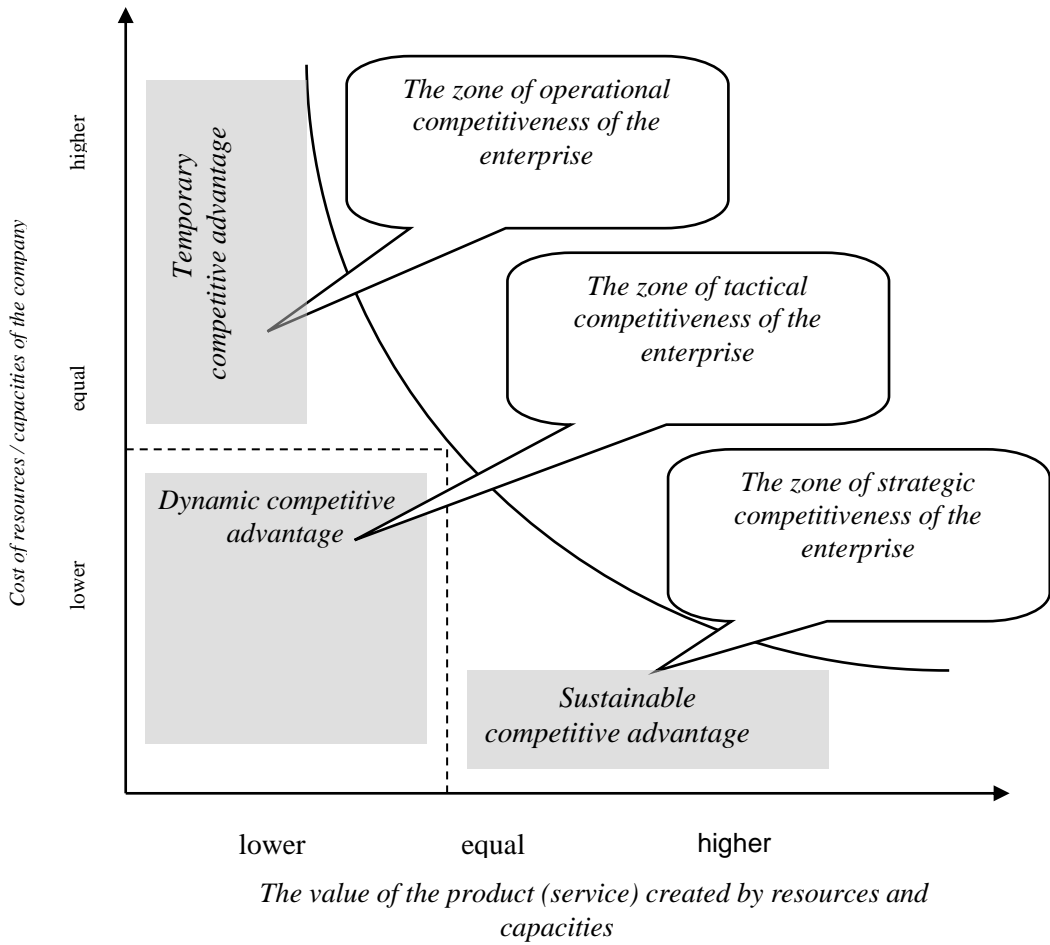 The zone of operational
competitiveness of the
enterprise
higher
Temporary
competitive advantage
The zone of tactical
competitiveness of the
enterprise
Cost of resources / capacities of the company
equal
The zone of strategic
competitiveness of the
enterprise
Dynamic competitive
advantage
lower
Sustainable
competitive advantage
lower equal higher
The value of the product (service) created by resources and
capacities